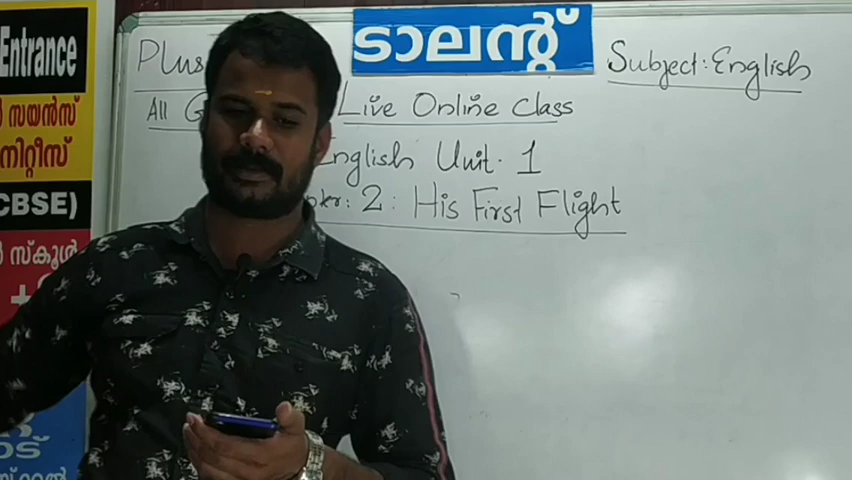 Entrance
സയൻസ്
CBSE)
സ്കൂൾ
ടാലന്റ്
Plus
Subject: English
All G
Live Online Class
English Unit. 1
2: His First Flight